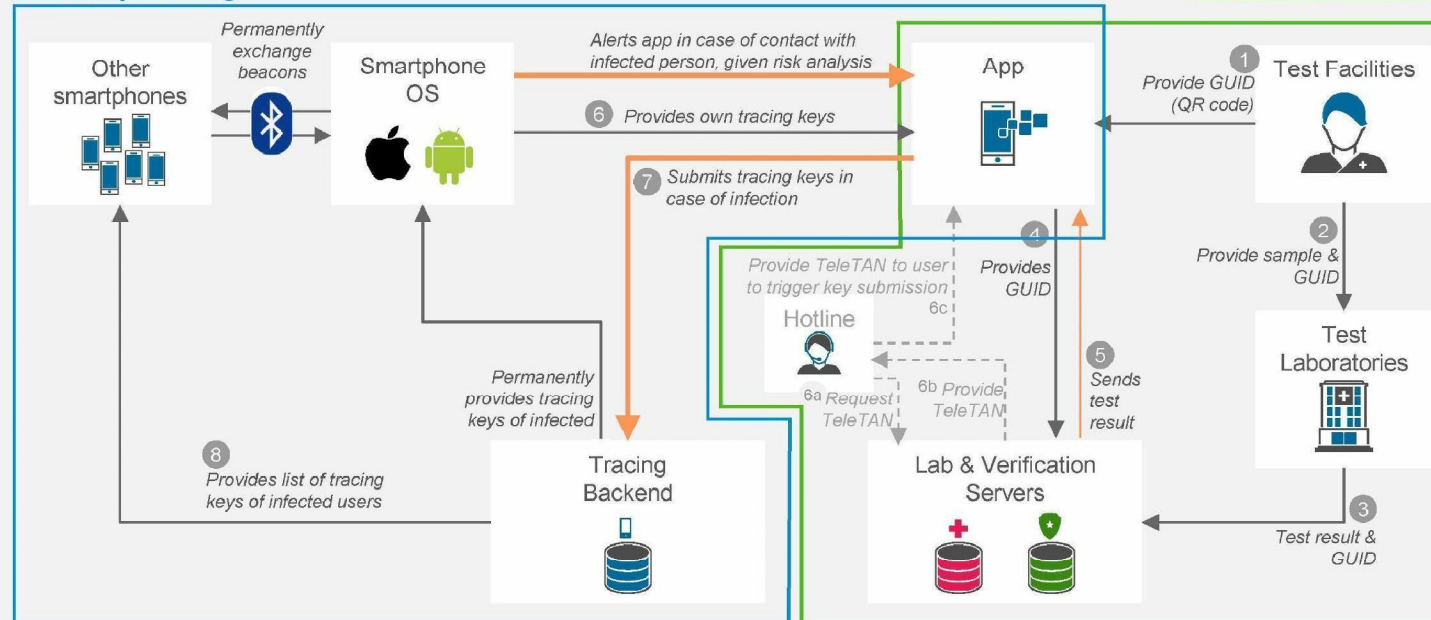 Permanently
exchange
beacons
Other
smartphones
Smartphone
OS
Alerts app in case of contact with
infected person, given risk analysis
6 Provides own tracing keys
7 Submits tracing keys in
case of infection
App
1
Provide GUID
(QR code)
Test Facilities
2
Provide sample &
GUID
4
Provides
GUID
Provide TeleTAN to user
to trigger key submission
6c
Hotline
6a Request
TeleTAN
6b Provide
TeleTAN
5
Sends
test
result
Test
Laboratories
3
Test result &
GUID
Permanently
provides tracing
keys of infected
8
Provides list of tracing
keys of infected users
Tracing
Backend
Lab & Verification
Servers